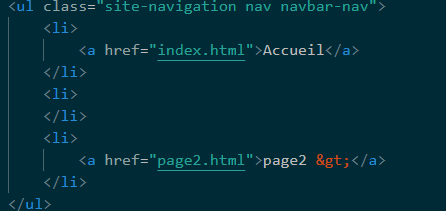 <ul class="site-navigation nav navbar-nav">
<li>
<a href="index.html">Accueil</a>
</li>
<li>
</li>
<li>
<a href="page2.html">page2 &gt;</a>
</li>
</ul>